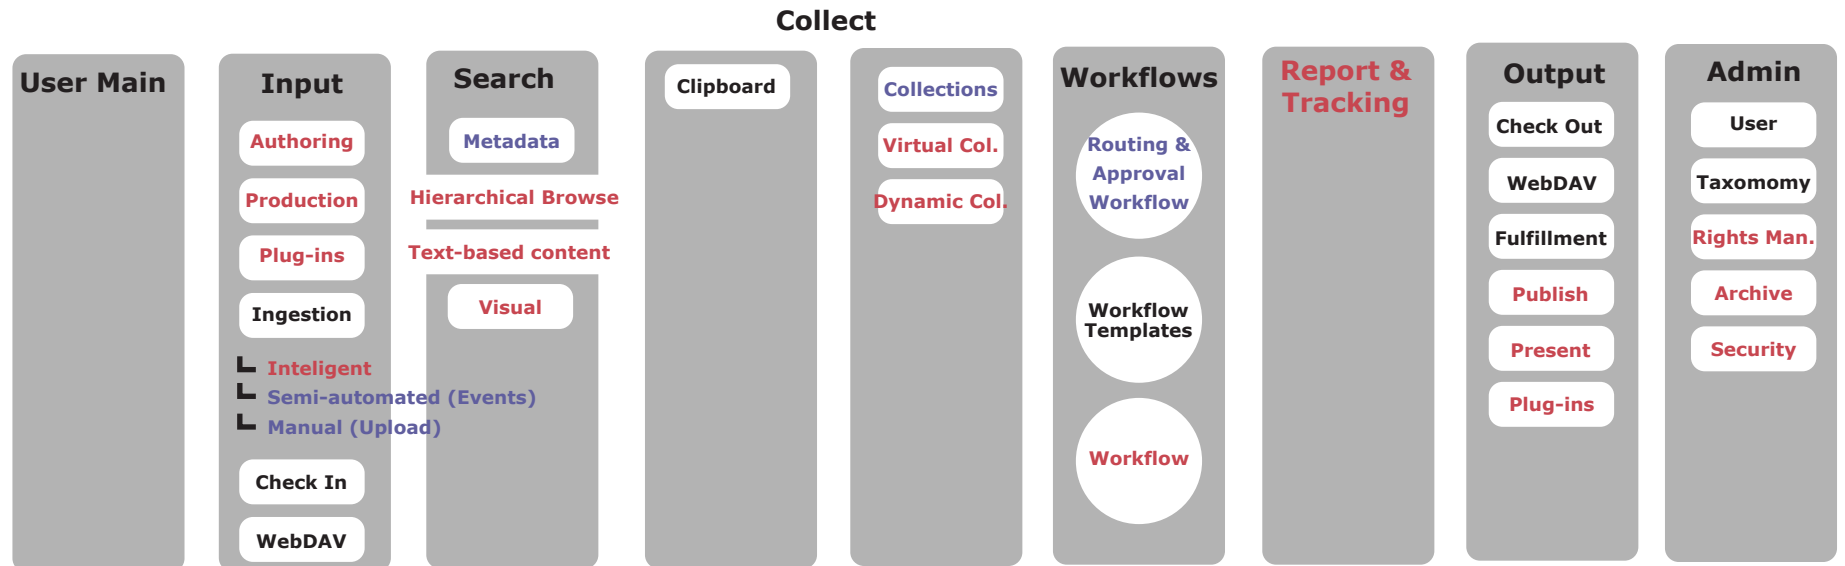 Collect
User Main
Input
Authoring
Production
Plug-ins
Ingestion
Inteligent
Semi-automated (Events)
Manual (Upload)
Check In
WebDAV
Search
Metadata
Hierarchical Browse
Text-based content
Visual
Clipboard
Collections
Virtual Col.
Dynamic Col.
Workflows
Routing &
Approval
Workflow
Workflow
Templates
Workflow
Report &
Tracking
Output
Check Out
WebDAV
Fulfillment
Publish
Present
Plug-ins
Admin
User
Taxomomy
Rights Man.
Archive
Security